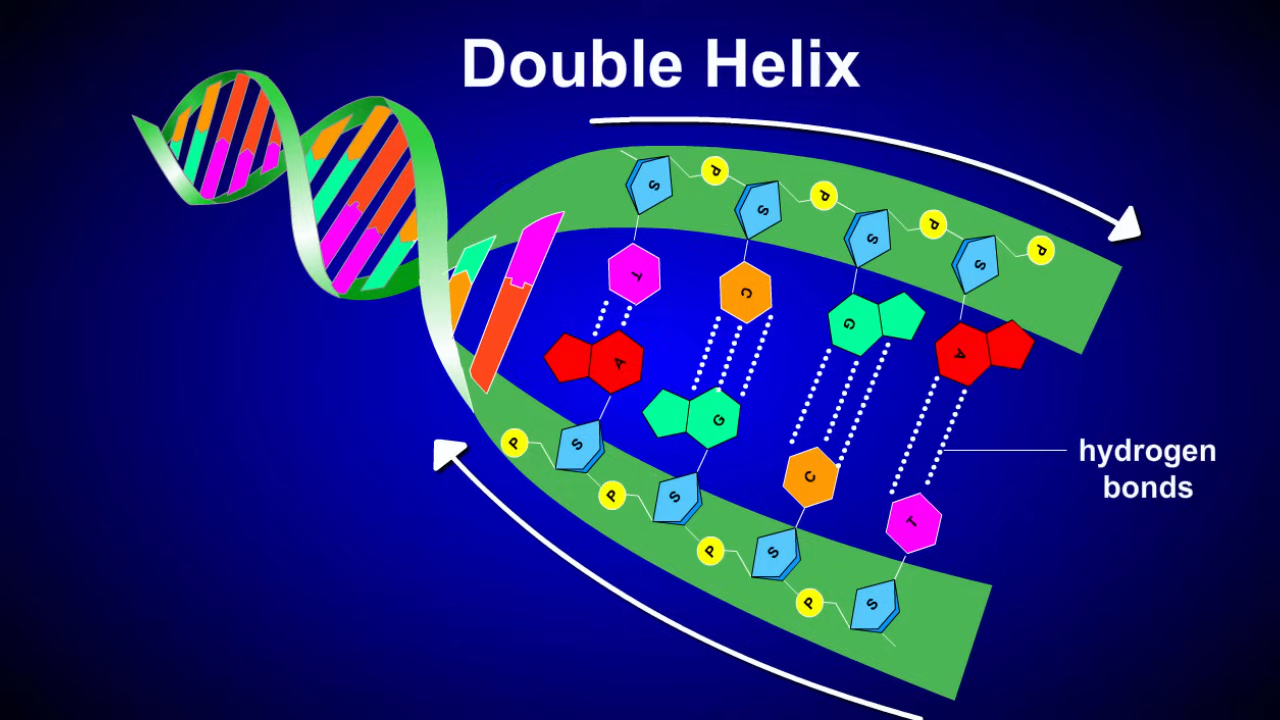 Double Helix
S P S P S P S P
T C G A
A G C T
P S P S P S P S
hydrogen
bonds